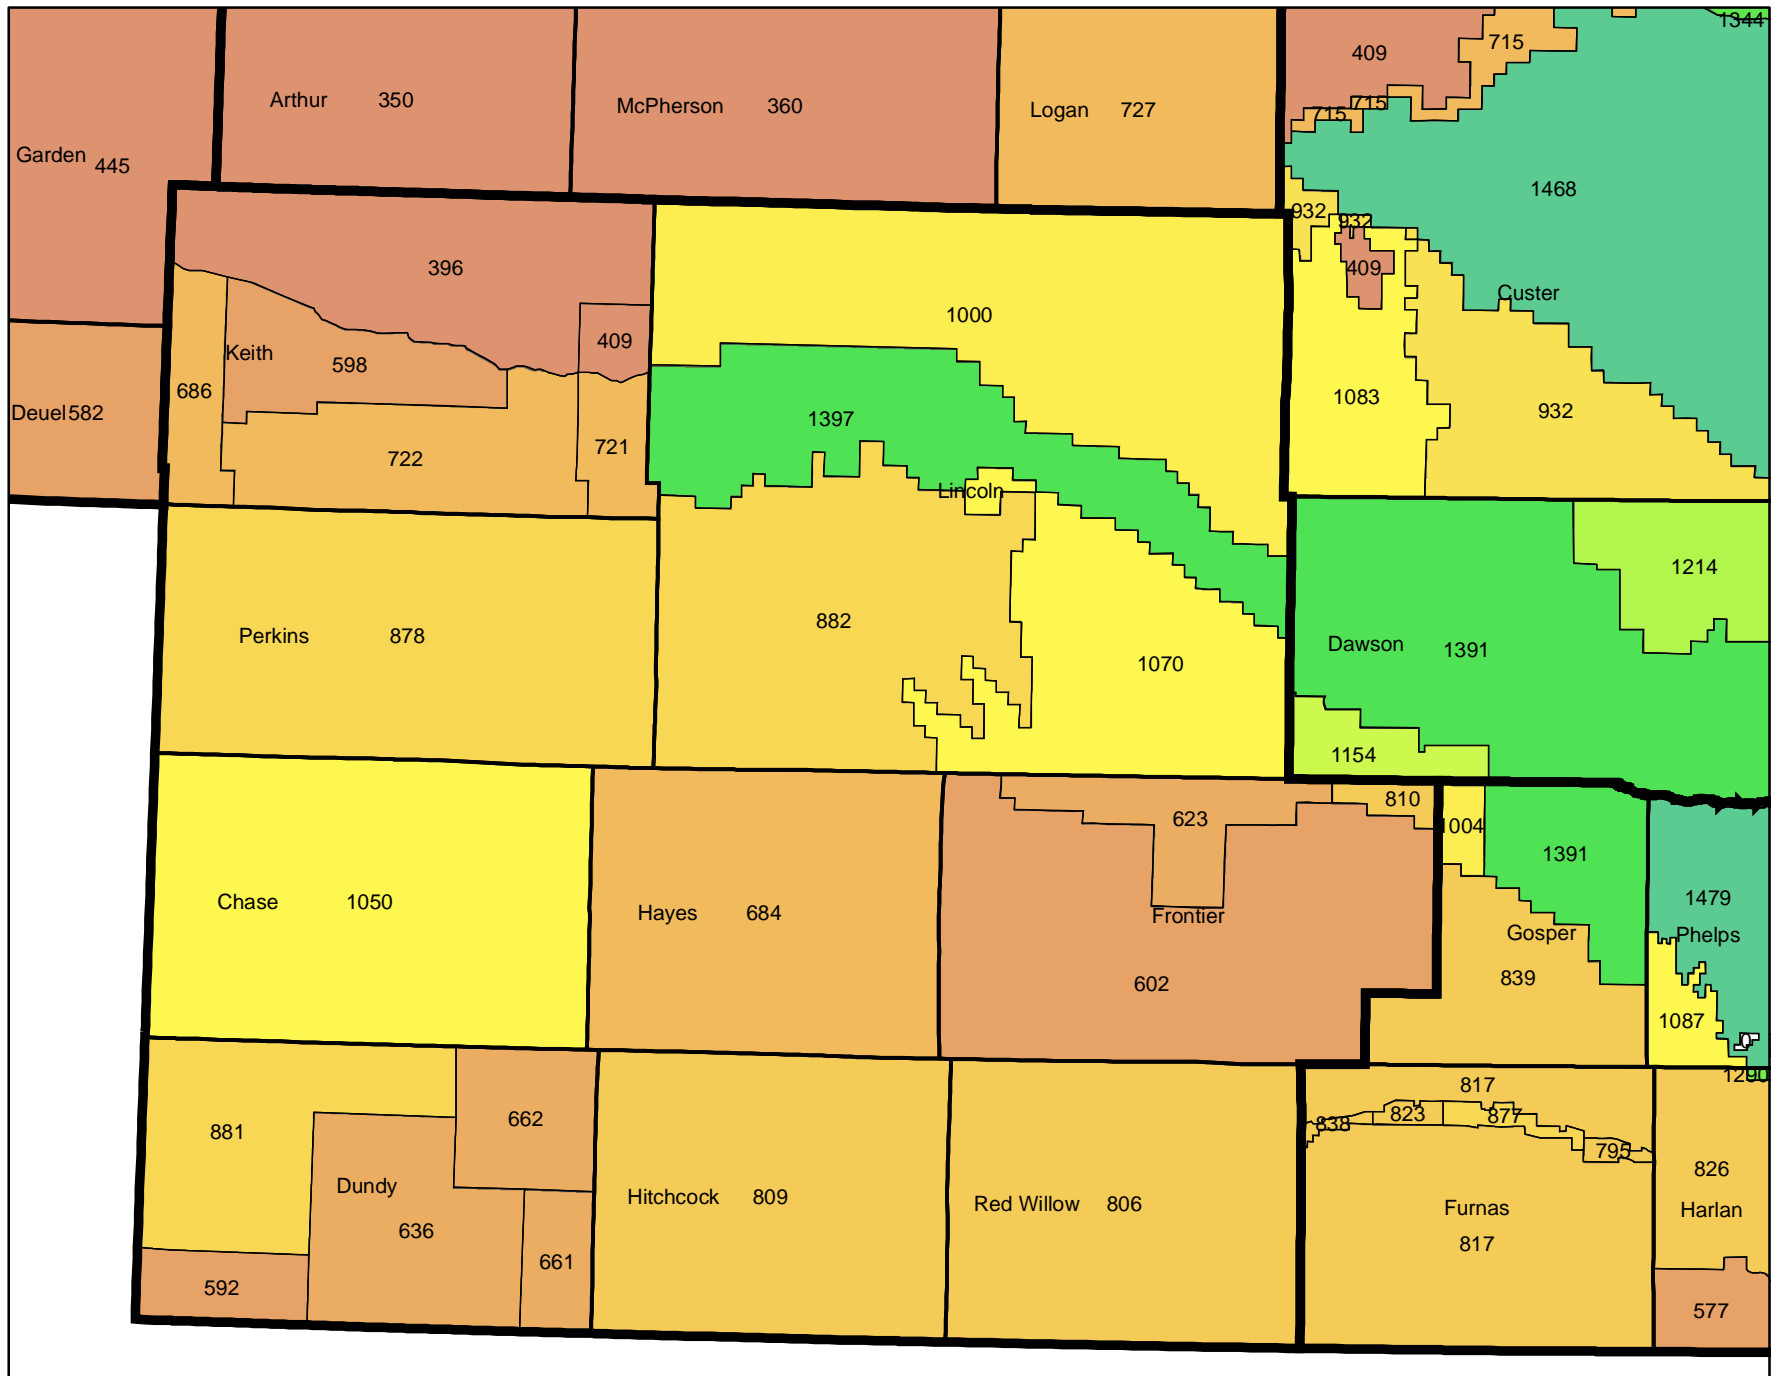 1344
409
715
Arthur 350
McPherson 360
Logan 727
715
715
Garden 445
1468
932
932
396
409
Custer
1000
409
Keith
598
686
1083
932
Deuel 582
1397
721
722
Lincoln
1214
Perkins 878
882
1070
Dawson 1391
1154
810
623
1004
1391
Chase 1050
Hayes 684
Frontier
1479
Gosper
Phelps
602
839
1087
0
1290
817
881
662
838
823
877
795
826
Dundy
Hitchcock 809
Red Willow 806
Furnas
Harlan
636
817
661
592
577